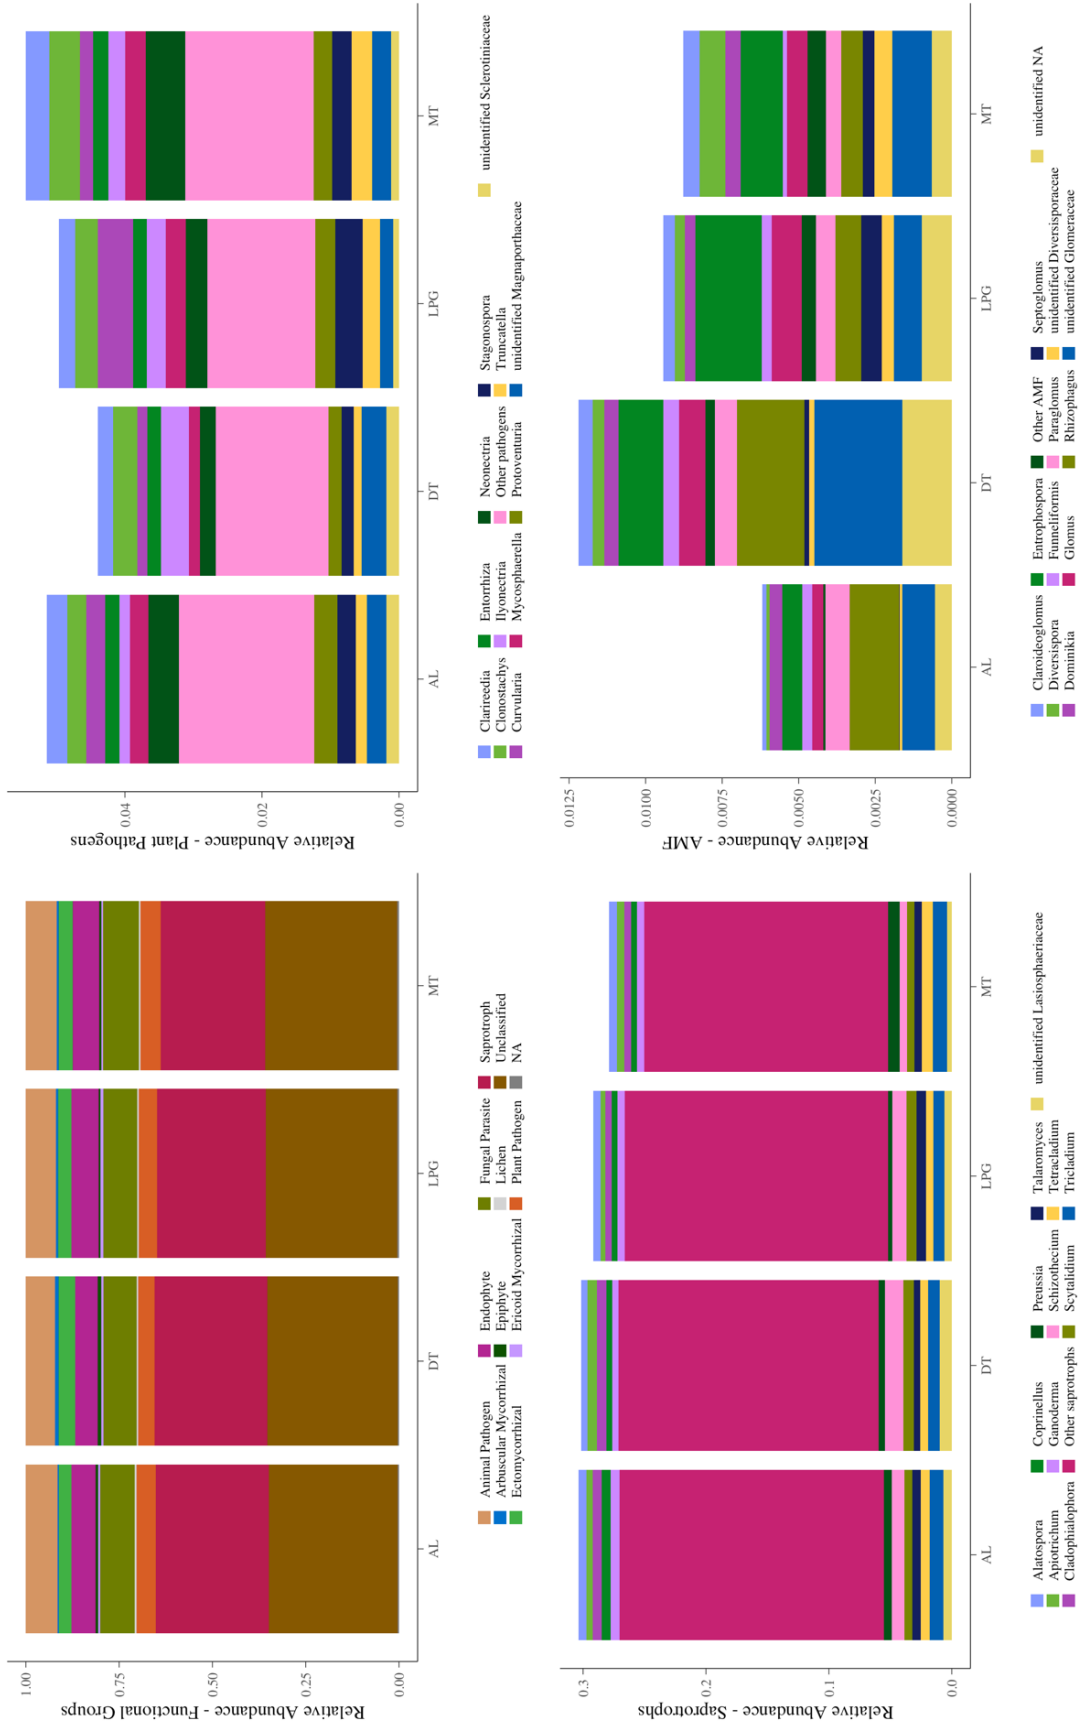 Relative Abundance - Functional Groups
1.00
0.75
0.50
0.25
0.00
AL
DT
LPG
MT
Animal Pathogen
Arbuscular Mycorrhizal
Ectomycorrhizal
Endophyte
Epiphyte
Ericoid Mycorrhizal
Fungal Parasite
Lichen
Plant Pathogen
Saprotroph
Unclassified
NA
Relative Abundance - Plant Pathogens
0.04
0.02
0.00
AL
DT
LPG
MT
Clarireedia
Clonostachys
Curvularia
Entorrhiza
Ilyonectria
Mycosphaerella
Neonectria
Other pathogens
Protoventuria
Stagonospora
Truncatella
unidentified Magnaporthaceae
unidentified Sclerotiniaceae
Relative Abundance - Saprotrophs
0.3
0.2
0.1
0.0
AL
DT
LPG
MT
Alatospora
Apiotrichum
Cladophialophora
Coprinellus
Ganoderma
Other saprotrophs
Preussia
Schizothecium
Scytalidium
Talaromyces
Tetracladium
Tricladium
unidentified Lasiosphaeriaceae
Relative Abundance - AMF
0.0125
0.0100
0.0075
0.0050
0.0025
0.0000
AL
DT
LPG
MT
Claroideoglomus
Diversispora
Dominikia
Entrophospora
Funneliformis
Glomus
Other AMF
Paraglomus
Rhizophagus
Septoglomus
unidentified Diversisporaceae
unidentified Glomeraceae
unidentified NA